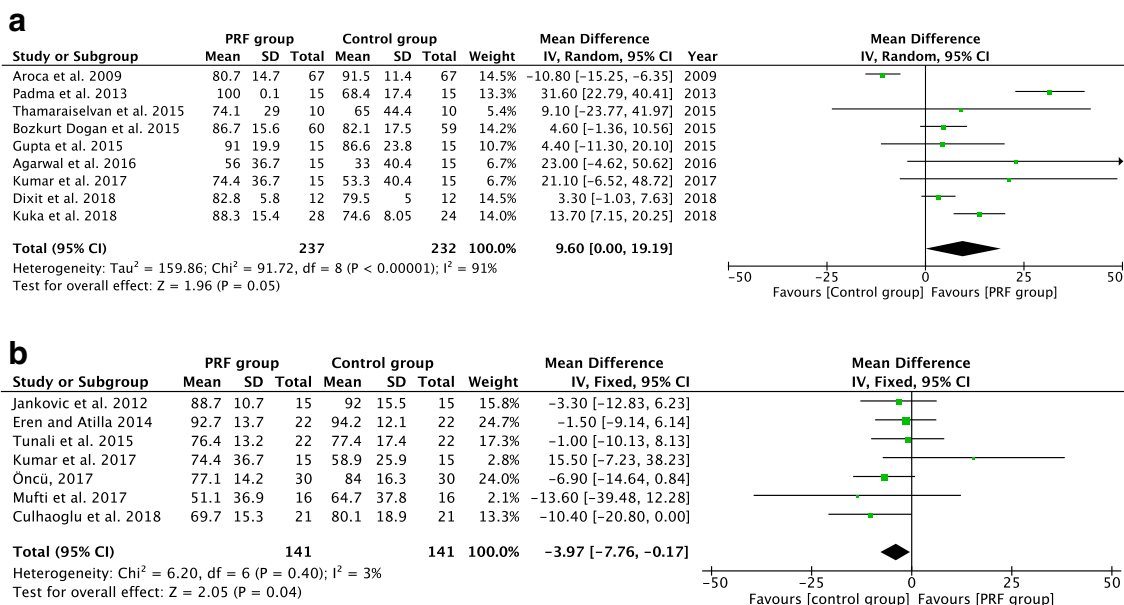 a
PRF group Control group Mean Difference Mean Difference
Study or Subgroup Mean SD Total Mean SD Total Weight IV, Random, 95% CI Year IV, Random, 95% CI
Aroca et al. 2009 80.7 14.7 67 91.5 11.4 67 14.5% −10.80 [−15.25, −6.35] 2009
Padma et al. 2013 100 0.1 15 68.4 17.4 15 13.3% 31.60 [22.79, 40.41] 2013
Thamaraiselvan et al. 2015 74.1 29 10 65 44.4 10 5.4% 9.10 [−23.77, 41.97] 2015
Bozkurt Dogan et al. 2015 86.7 15.6 60 82.1 17.5 59 14.2% 4.60 [−1.36, 10.56] 2015
Gupta et al. 2015 91 19.9 15 86.6 23.8 15 10.7% 4.40 [−11.30, 20.10] 2015
Agarwal et al. 2016 56 36.7 15 33 40.4 15 6.7% 23.00 [−4.62, 50.62] 2016
Kumar et al. 2017 74.4 36.7 15 53.3 40.4 15 6.7% 21.10 [−6.52, 48.72] 2017
Dixit et al. 2018 82.8 5.8 12 79.5 5 12 14.5% 3.30 [−1.03, 7.63] 2018
Kuka et al. 2018 88.3 15.4 28 74.6 8.05 24 14.0% 13.70 [7.15, 20.25] 2018
Total (95% CI) 237 232 100.0% 9.60 [0.00, 19.19]
Heterogeneity: Tau² = 159.86; Chi² = 91.72, df = 8 (P < 0.00001); I² = 91%
Test for overall effect: Z = 1.96 (P = 0.05)
−50 −25 0 25 50
Favours [Control group] Favours [PRF group]
b
PRF group Control group Mean Difference Mean Difference
Study or Subgroup Mean SD Total Mean SD Total Weight IV, Fixed, 95% CI IV, Fixed, 95% CI
Jankovic et al. 2012 88.7 10.7 15 92 15.5 15 15.8% −3.30 [−12.83, 6.23]
Eren and Atilla 2014 92.7 13.7 22 94.2 12.1 22 24.7% −1.50 [−9.14, 6.14]
Tunali et al. 2015 76.4 13.2 22 77.4 17.4 22 17.3% −1.00 [−10.13, 8.13]
Kumar et al. 2017 74.4 36.7 15 58.9 25.9 15 2.8% 15.50 [−7.23, 38.23]
Öncü, 2017 77.1 14.2 30 84 16.3 30 24.0% −6.90 [−14.64, 0.84]
Mufti et al. 2017 51.1 36.9 16 64.7 37.8 16 2.1% −13.60 [−39.48, 12.28]
Culhaoglu et al. 2018 69.7 15.3 21 80.1 18.9 21 13.3% −10.40 [−20.80, 0.00]
Total (95% CI) 141 141 100.0% −3.97 [−7.76, −0.17]
Heterogeneity: Chi² = 6.20, df = 6 (P = 0.40); I² = 3%
Test for overall effect: Z = 2.05 (P = 0.04)
−50 −25 0 25 50
Favours [control group] Favours [PRF group]